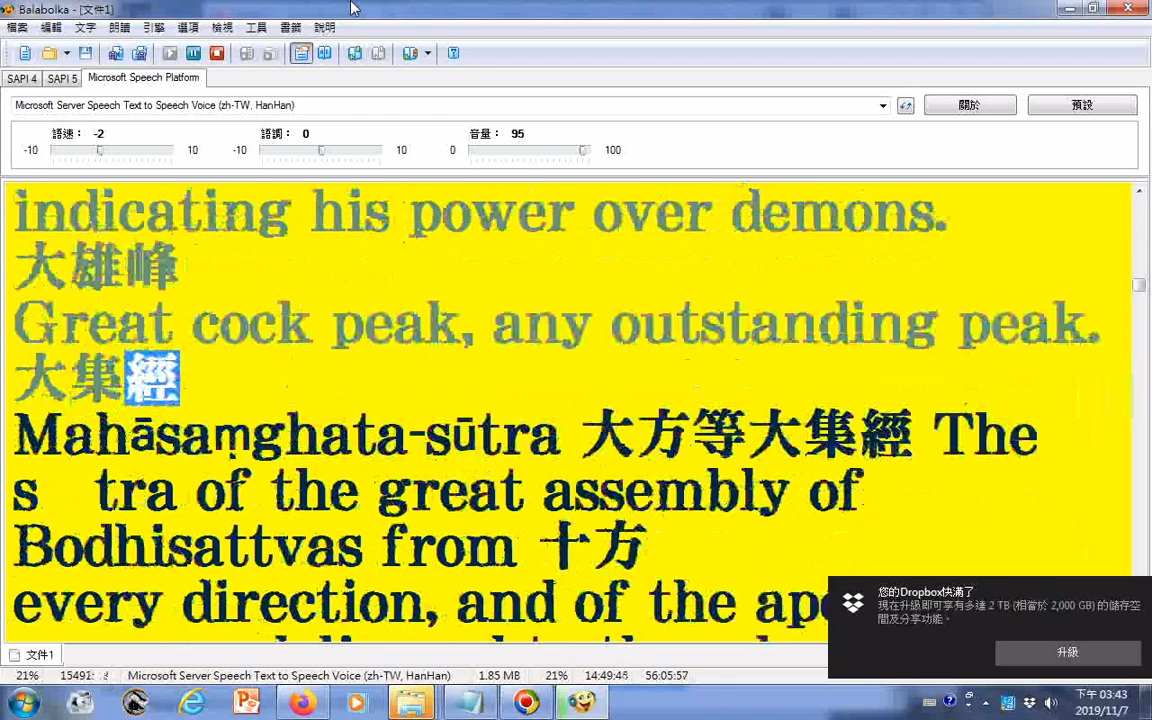 Balabolka - [文件1]
檔案 編輯 文字 朗讀 引擎 選項 檢視 工具 書籤 說明
SAPI 4 SAPI 5 Microsoft Speech Platform
Microsoft Server Speech Text to Speech Voice (zh-TW, HanHan) 關於 預設
語速： -2 語調： 0 音量： 95
-10 10 -10 10 0 100
indicating his power over demons.
大雄峰
Great cock peak, any outstanding peak.
大集經
Mahāsaṃghata-sūtra 大方等大集經 The
s tra of the great assembly of
Bodhisattvas from 十方
every direction, and of the apo
您的Dropbox快滿了
現在升級即可享有多達 2 TB (相當於 2,000 GB) 的儲存空
間及分享功能。
升級
文件1
21% 15491: Microsoft Server Speech Text to Speech Voice (zh-TW, HanHan) 1.85 MB 21% 14:49:46 56:05:57
下午 03:43
2019/11/7